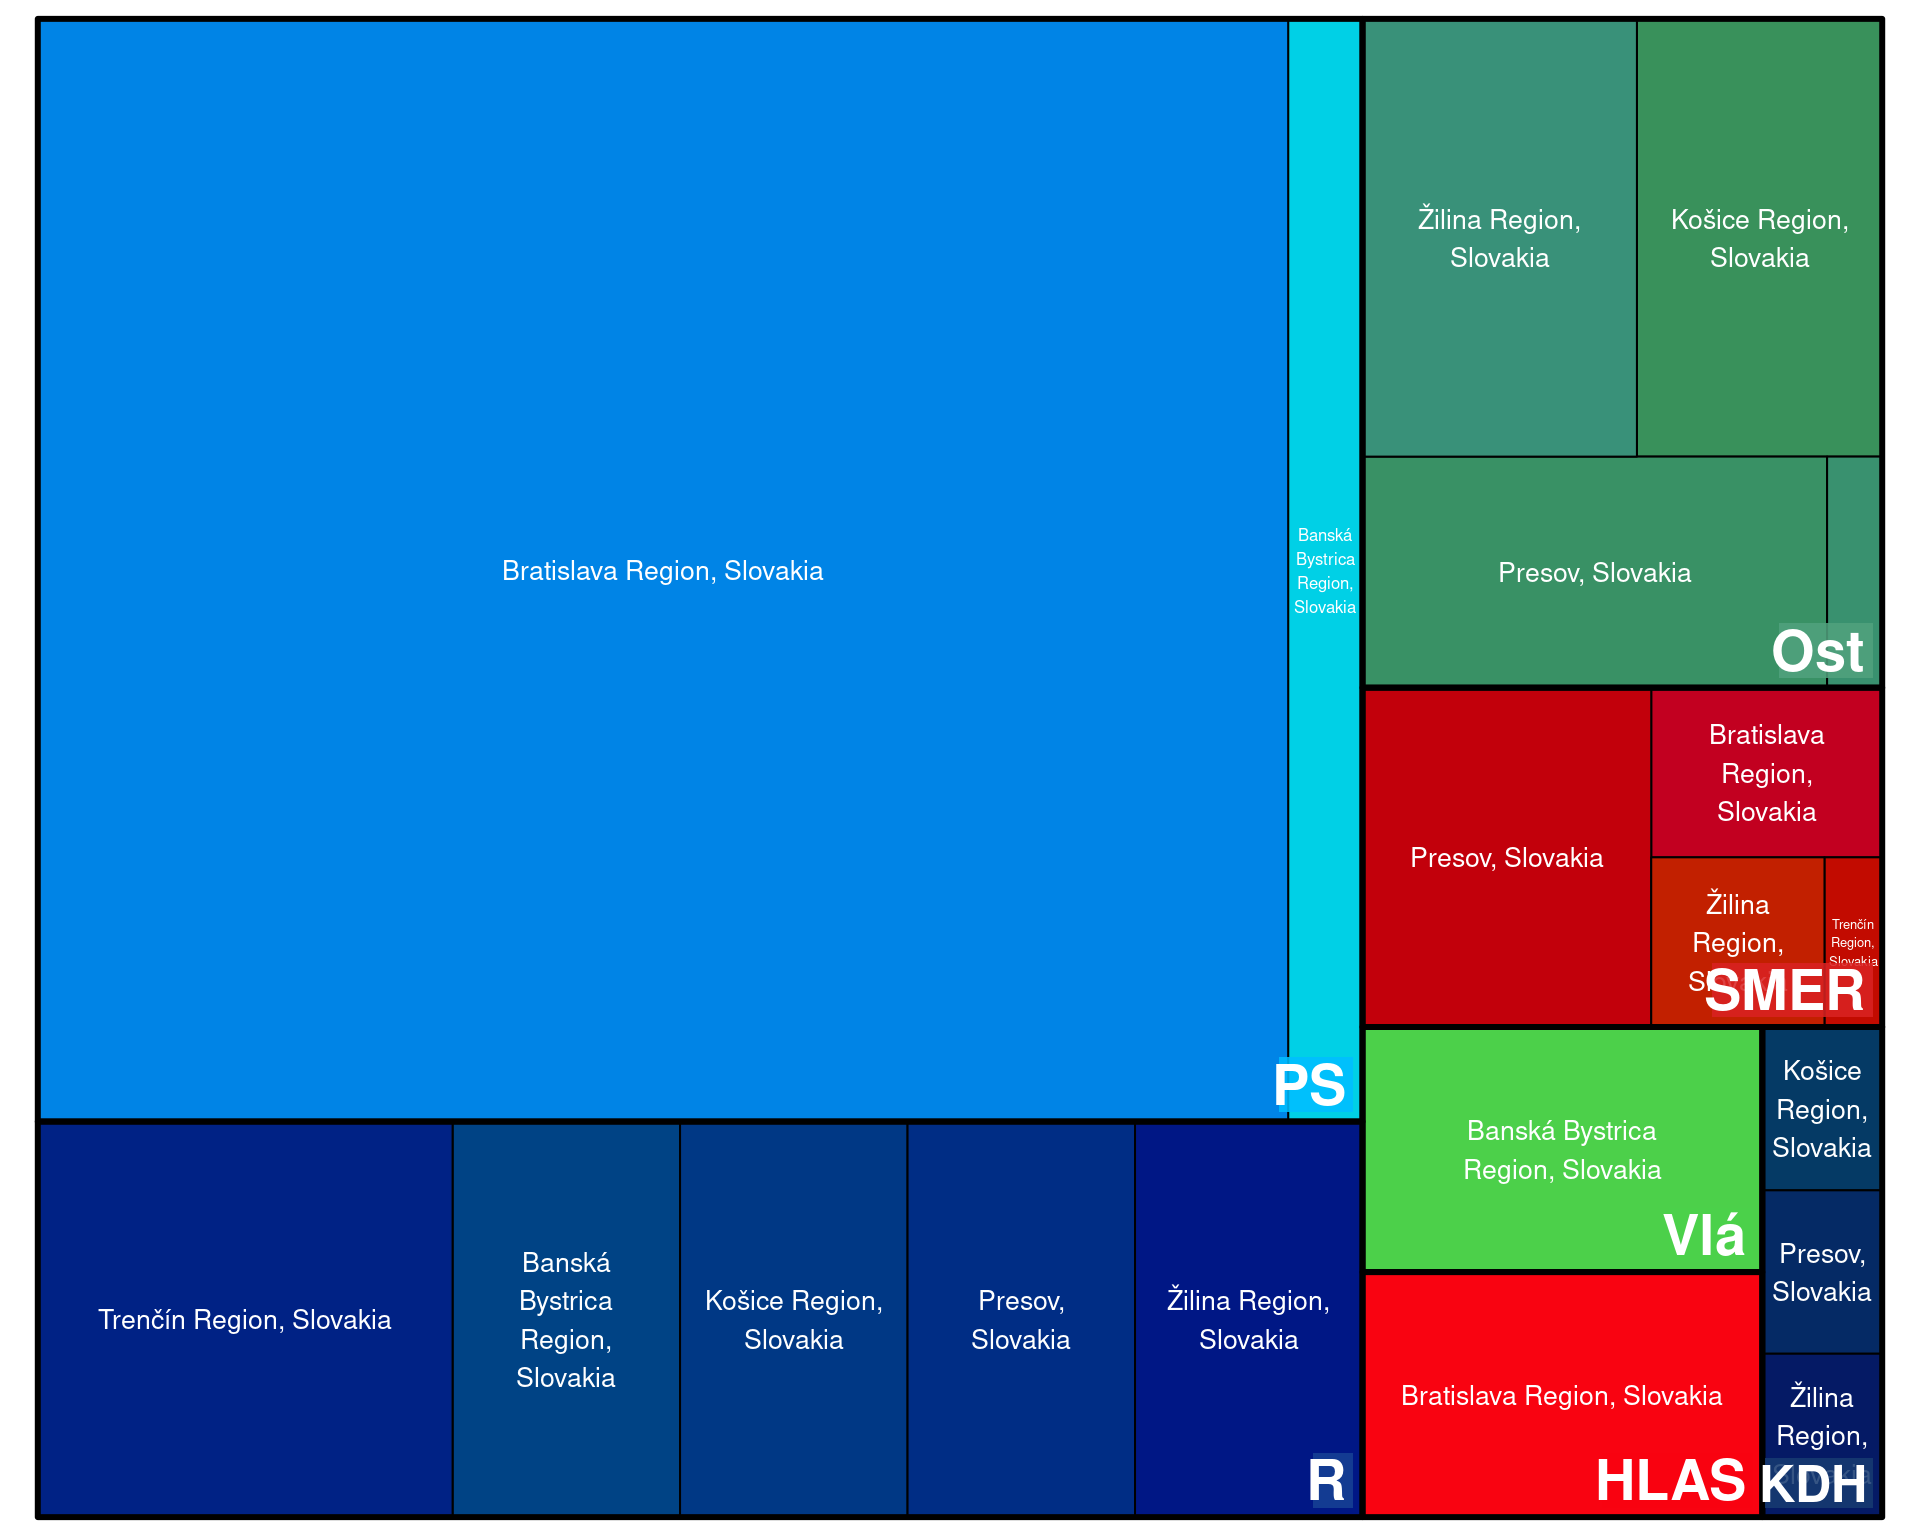 Bratislava Region, Slovakia
Banská
Bystrica
Region,
Slovakia
PS
Trenčín Region, Slovakia
Banská
Bystrica
Region,
Slovakia
Košice Region,
Slovakia
Presov,
Slovakia
Žilina Region,
Slovakia
R
Žilina Region,
Slovakia
Košice Region,
Slovakia
Presov, Slovakia
Ost
Presov, Slovakia
Bratislava
Region,
Slovakia
Žilina
Region,
Trenčín
Region,
Slovakia
SMER
Banská Bystrica
Region, Slovakia
Vlá
Bratislava Region, Slovakia
HLAS
Košice
Region,
Slovakia
Presov,
Slovakia
Žilina
Region,
Slovakia
KDH